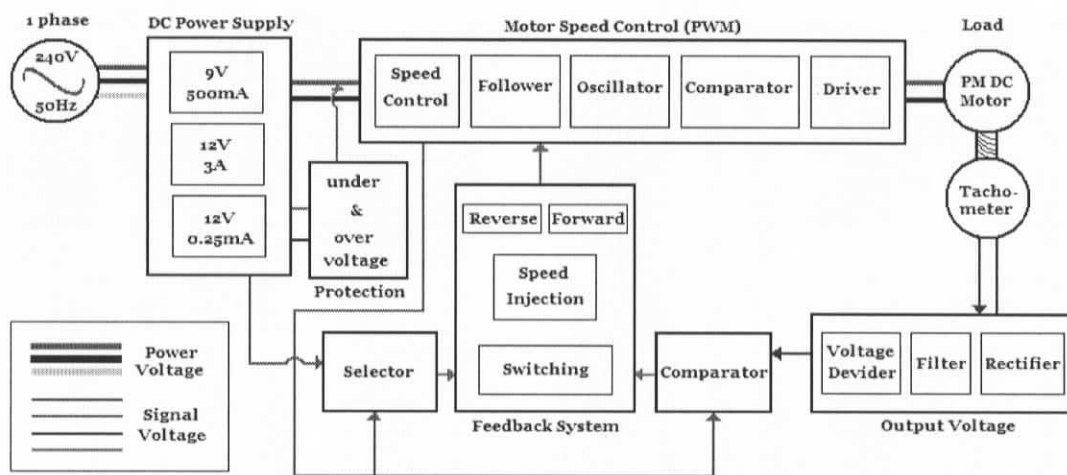 1 phase
DC Power Supply
Motor Speed Control (PWM)
Load
240V
50Hz
9V
500mA
12V
3A
12V
0.25mA
Speed
Control
Follower
Oscillator
Comparator
Driver
PM DC
Motor
under
&
over
voltage
Protection
Reverse
Forward
Speed
Injection
Switching
Feedback System
Tacho-
meter
Power
Voltage
Signal
Voltage
Selector
Comparator
Voltage
Devider
Filter
Rectifier
Output Voltage